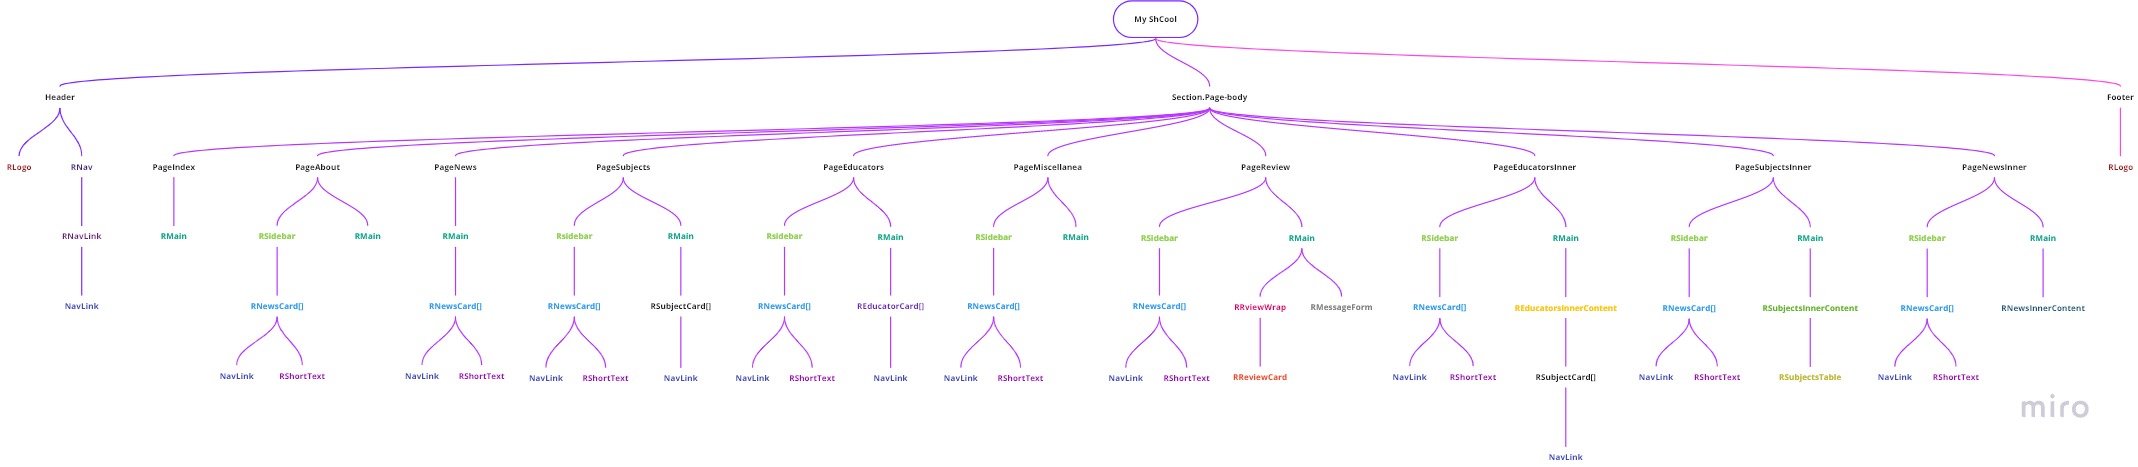 My ShCool
Header
Section.Page-body
Footer
RLogo
RNav
PageIndex
PageAbout
PageNews
PageSubjects
PageEducators
PageMiscellanea
PageReview
PageEducatorsInner
PageSubjectsInner
PageNewsInner
RLogo
RNavLink
RMain
RSidebar
RMain
RMain
Rsidebar
RMain
Rsidebar
RMain
RSidebar
RMain
RSidebar
RMain
RSidebar
RMain
RSidebar
RMain
RSidebar
RMain
NavLink
RNewsCard[]
RNewsCard[]
RNewsCard[]
RSubjectCard[]
RNewsCard[]
REducatorCard[]
RNewsCard[]
RNewsCard[]
RRviewWrap
RMessageForm
RNewsCard[]
REducatorsInnerContent
RNewsCard[]
RSubjectsInnerContent
RNewsCard[]
RNewsInnerContent
NavLink
RShortText
NavLink
RShortText
NavLink
RShortText
NavLink
NavLink
RShortText
NavLink
NavLink
RShortText
NavLink
RShortText
RReviewCard
NavLink
RShortText
RSubjectCard[]
NavLink
RShortText
RSubjectsTable
NavLink
RShortText
miro
NavLink